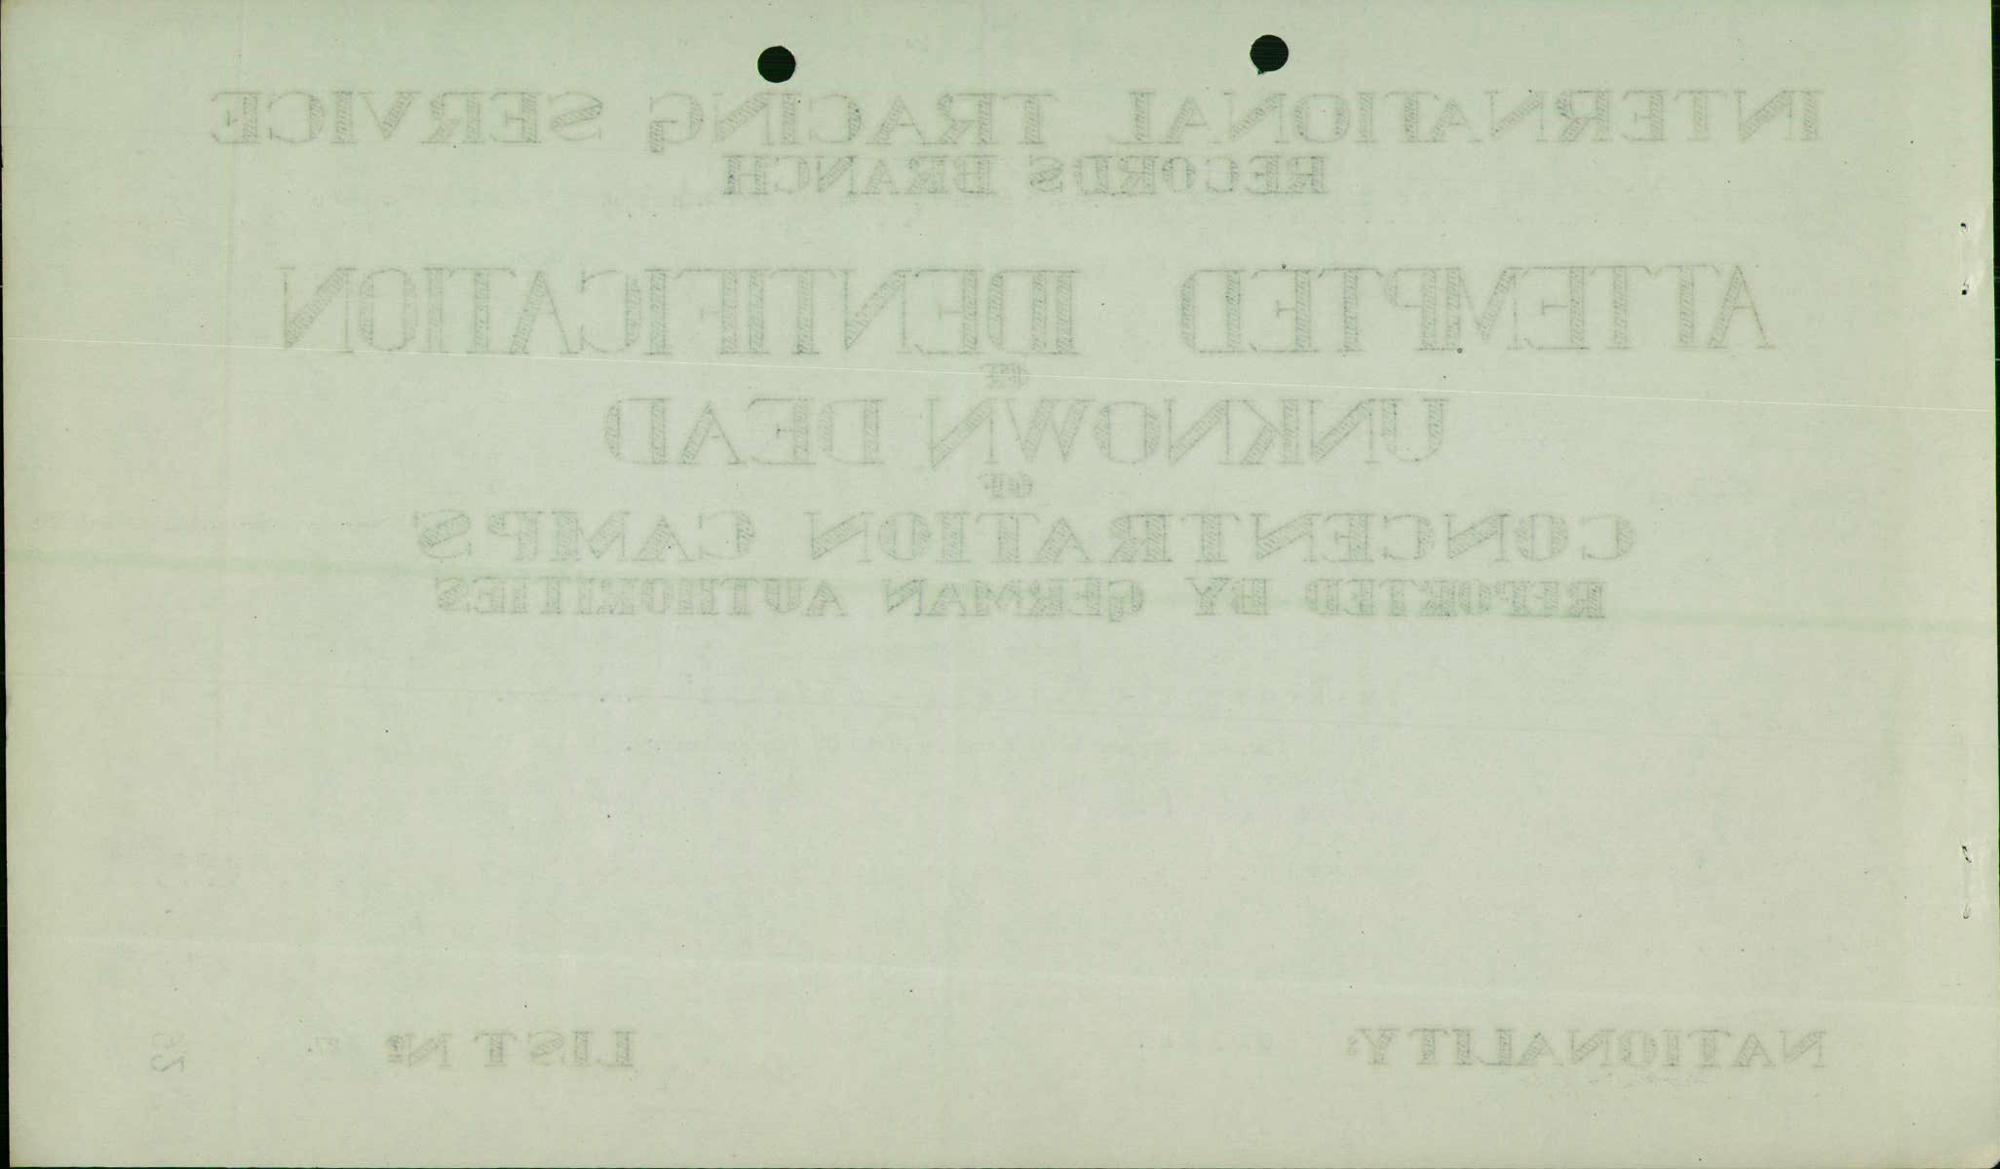 INTERNATIONAL TRACING SERVICE
RECORDS BRANCH
ATTEMPTED IDENTIFICATION
OF
UNKNOWN DEAD
OF
CONCENTRATION CAMPS
REPORTED BY GERMAN AUTHORITIES
NATIONALITY: LIST Nº